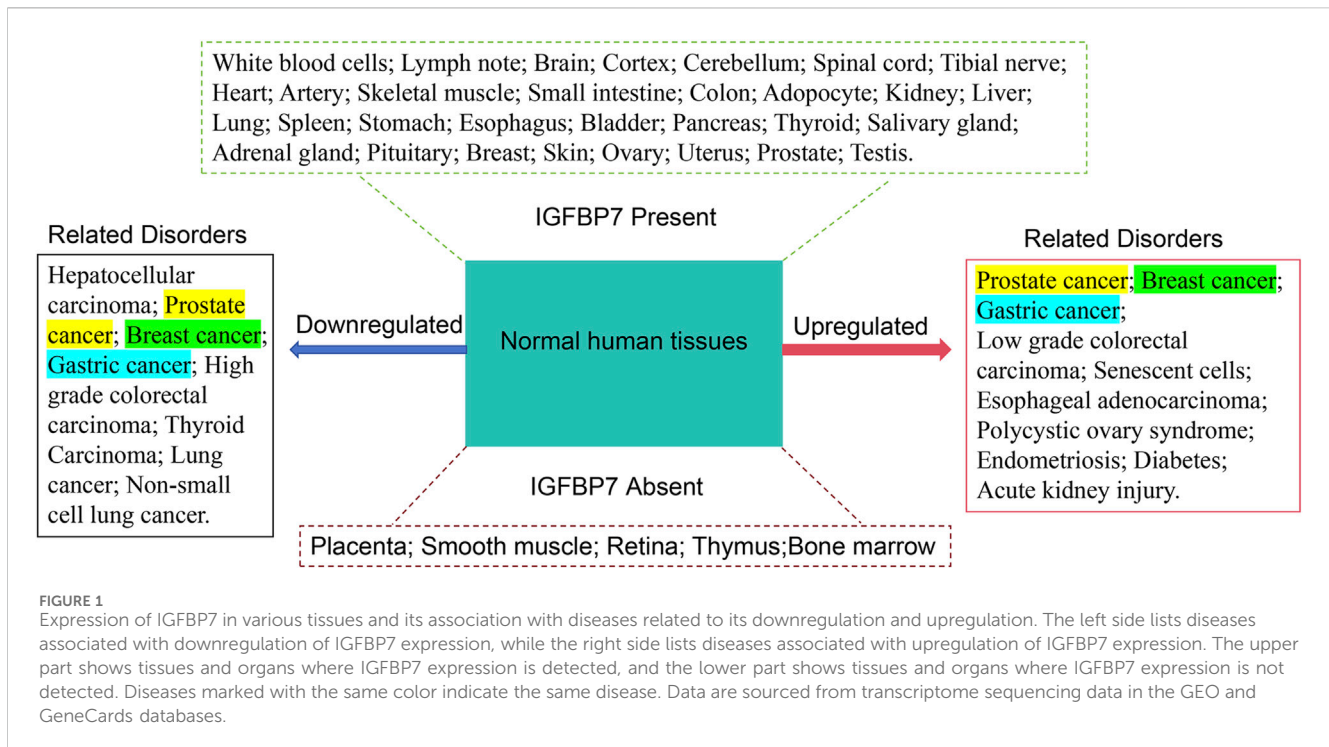 White blood cells; Lymph note; Brain; Cortex; Cerebellum; Spinal cord; Tibial nerve;
Heart; Artery; Skeletal muscle; Small intestine; Colon; Adopocyte; Kidney; Liver;
Lung; Spleen; Stomach; Esophagus; Bladder; Pancreas; Thyroid; Salivary gland;
Adrenal gland; Pituitary; Breast; Skin; Ovary; Uterus; Prostate; Testis.
IGFBP7 Present
Related Disorders
Hepatocellular
carcinoma; Prostate
cancer; Breast cancer;
Gastric cancer; High
grade colorectal
carcinoma; Thyroid
Carcinoma; Lung
cancer; Non-small
cell lung cancer.
Downregulated
Normal human tissues
Upregulated
Related Disorders
Prostate cancer; Breast cancer;
Gastric cancer;
Low grade colorectal
carcinoma; Senescent cells;
Esophageal adenocarcinoma;
Polycystic ovary syndrome;
Endometriosis; Diabetes;
Acute kidney injury.
IGFBP7 Absent
Placenta; Smooth muscle; Retina; Thymus;Bone marrow
FIGURE 1
Expression of IGFBP7 in various tissues and its association with diseases related to its downregulation and upregulation. The left side lists diseases
associated with downregulation of IGFBP7 expression, while the right side lists diseases associated with upregulation of IGFBP7 expression. The upper
part shows tissues and organs where IGFBP7 expression is detected, and the lower part shows tissues and organs where IGFBP7 expression is not
detected. Diseases marked with the same color indicate the same disease. Data are sourced from transcriptome sequencing data in the GEO and
GeneCards databases.